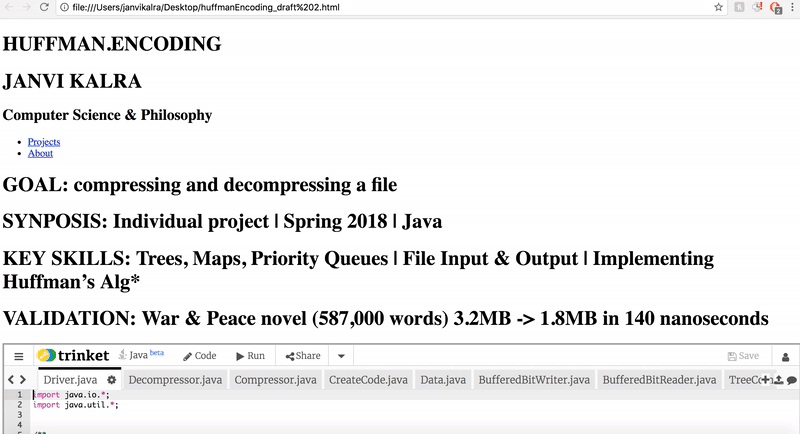 file:///Users/janvikalra/Desktop/huffmanEncoding_draft%202.html
2
HUFFMAN.ENCODING
JANVI KALRA
Computer Science & Philosophy
Projects
About
GOAL: compressing and decompressing a file
SYNPOSIS: Individual project | Spring 2018 | Java
KEY SKILLS: Trees, Maps, Priority Queues | File Input & Output | Implementing
Huffman's Alg*
VALIDATION: War & Peace novel (587,000 words) 3.2MB -> 1.8MB in 140 nanoseconds
trinket Java beta Code Run Share Save
Driver.java Decompressor.java Compressor.java CreateCode.java Data.java BufferedBitWriter.java BufferedBitReader.java
1 import java.io.*;
2 import java.util.*;
3
4